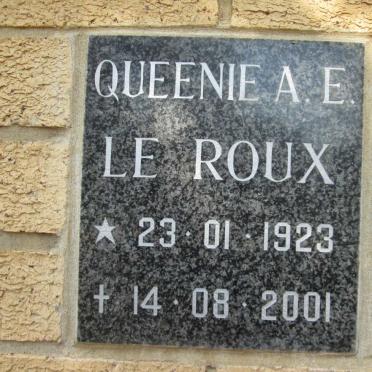 QUEENIE A. E.
LE ROUX
★ 23 · 01 · 1923
† 14 · 08 · 2001